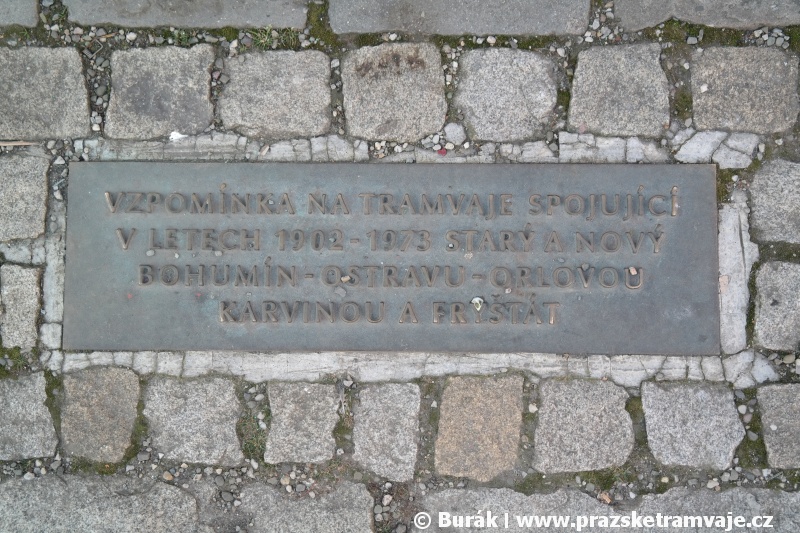 VZPOMÍNKA NA TRAMVAJE SPOJUJÍCÍ
V LETECH 1902-1973 STARÝ A NOVÝ
BOHUMÍN-OSTRAVU-ORLOVOU
KARVINOU A FRYŠTÁT
© Burák | www.prazsketramvaje.cz